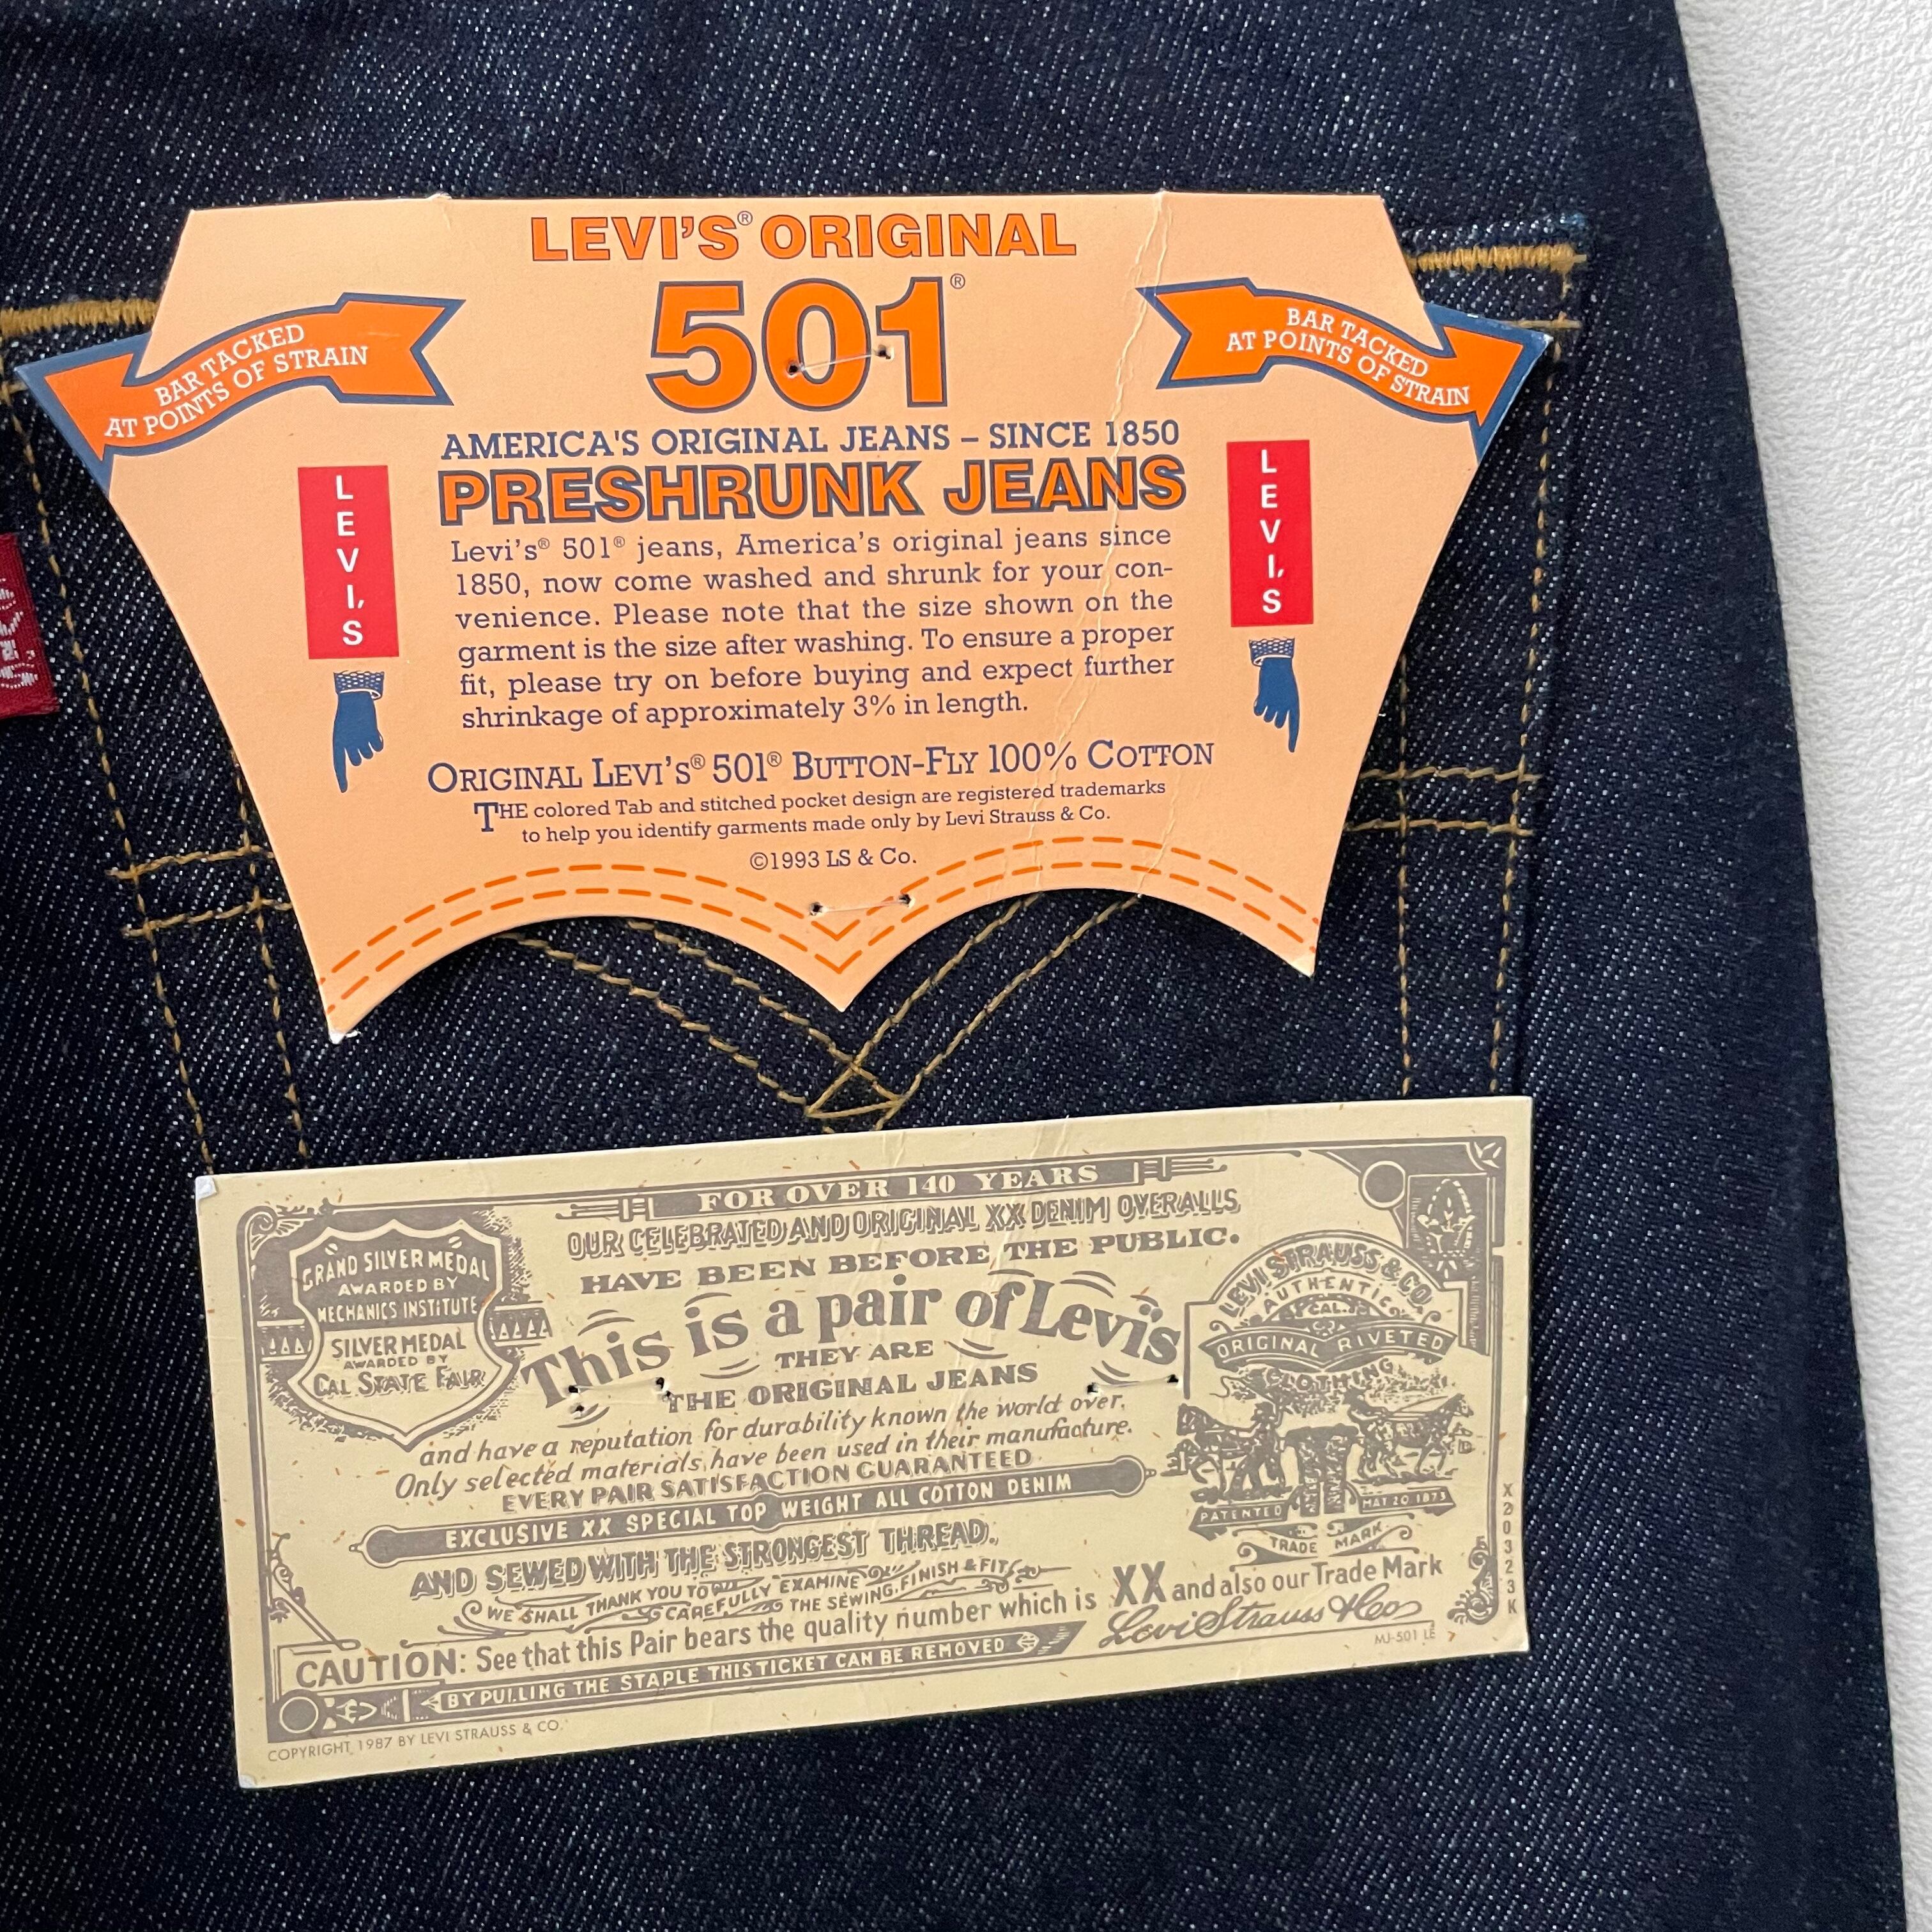 LEVI'S® ORIGINAL
501®
BAR TACKED
AT POINTS OF STRAIN
BAR TACKED
AT POINTS OF STRAIN
AMERICA'S ORIGINAL JEANS – SINCE 1850
PRESHRUNK JEANS
LEVI'S
LEVI'S
Levi's® 501® jeans, America's original jeans since
1850, now come washed and shrunk for your con-
venience. Please note that the size shown on the
garment is the size after washing. To ensure a proper
fit, please try on before buying and expect further
shrinkage of approximately 3% in length.
ORIGINAL LEVI'S® 501® BUTTON-FLY 100% COTTON
THE colored Tab and stitched pocket design are registered trademarks
to help you identify garments made only by Levi Strauss & Co.
©1993 LS & Co.
FOR OVER 140 YEARS
OUR CELEBRATED AND ORIGINAL XX DENIM OVERALLS
HAVE BEEN BEFORE THE PUBLIC.
This is a pair of Levi's
THEY ARE
THE ORIGINAL JEANS
and have a reputation for durability known the world over.
Only selected materials have been used in their manufacture.
EVERY PAIR SATISFACTION GUARANTEED
EXCLUSIVE XX SPECIAL TOP WEIGHT ALL COTTON DENIM
AND SEWED WITH THE STRONGEST THREAD.
WE SHALL THANK YOU TO CAREFULLY EXAMINE THE SEWING, FINISH & FIT
CAUTION: See that this Pair bears the quality number which is XX and also our Trade Mark
BY PULLING THE STAPLE THIS TICKET CAN BE REMOVED
Levi Strauss & Co
MJ-501 LE
COPYRIGHT 1987 BY LEVI STRAUSS & CO.
GRAND SILVER MEDAL
AWARDED BY
MECHANICS INSTITUTE
SILVER MEDAL
AWARDED BY
CAL STATE FAIR
LEVI STRAUSS & CO.
AUTHENTIC
CAL.
ORIGINAL RIVETED
CLOTHING
PATENTED
MAY 20 1873
TRADE MARK
XD0323K